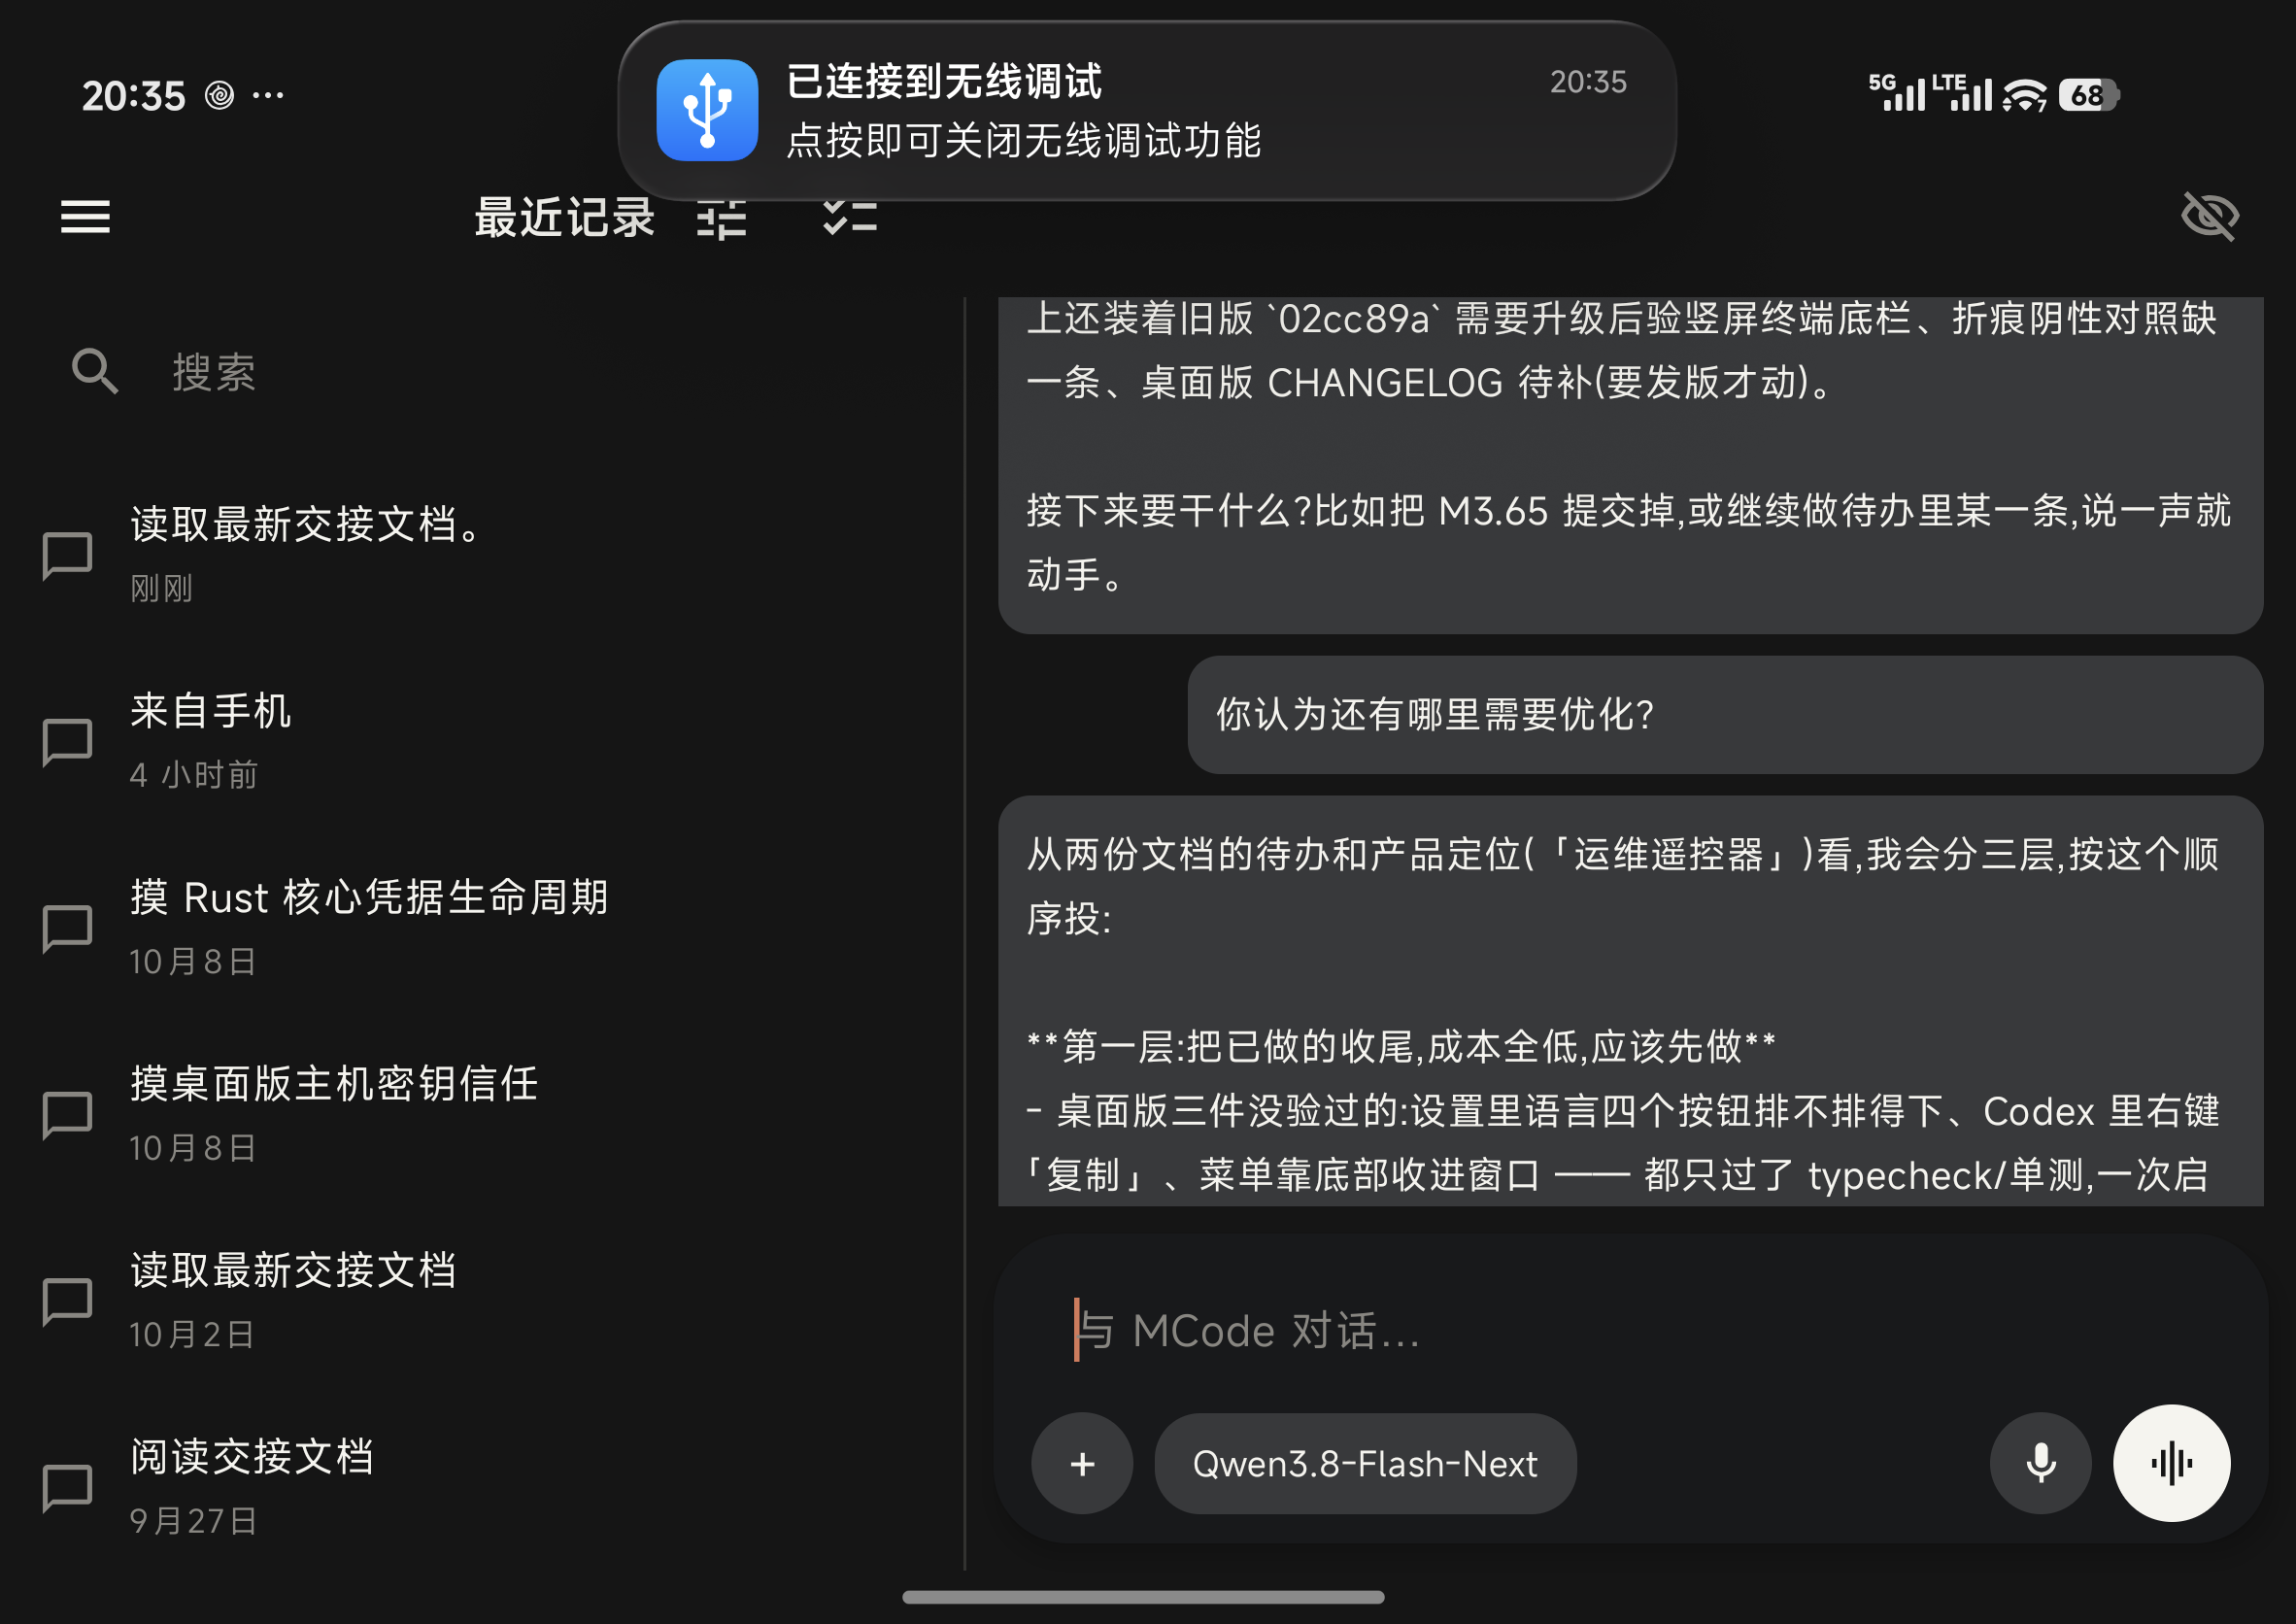 20:35 ...
已连接到无线调试
20:35
点按即可关闭无线调试功能
5G LTE 7 68
最近记录
搜索
读取最新交接文档。
刚刚
来自手机
4 小时前
摸 Rust 核心凭据生命周期
10月8日
摸桌面版主机密钥信任
10月8日
读取最新交接文档
10月2日
阅读交接文档
9月27日
上还装着旧版 `02cc89a` 需要升级后验竖屏终端底栏、折痕阴性对照缺
一条、桌面版 CHANGELOG 待补(要发版才动)。
接下来要干什么?比如把 M3.65 提交掉,或继续做待办里某一条,说一声就
动手。
你认为还有哪里需要优化?
从两份文档的待办和产品定位(「运维遥控器」)看,我会分三层,按这个顺
序投:
**第一层:把已做的收尾,成本全低,应该先做**
- 桌面版三件没验过的:设置里语言四个按钮排不排得下、Codex 里右键
「复制」、菜单靠底部收进窗口 —— 都只过了 typecheck/单测,一次启
与 MCode 对话...
+ Qwen3.8-Flash-Next